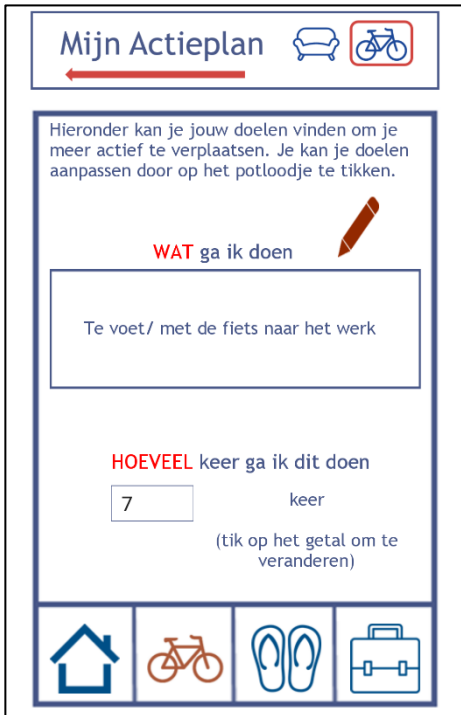 Mijn Actieplan
Hieronder kan je jouw doelen vinden om je
meer actief te verplaatsen. Je kan je doelen
aanpassen door op het potloodje te tikken.
WAT ga ik doen
Te voet/ met de fiets naar het werk
HOEVEEL keer ga ik dit doen
7 keer
(tik op het getal om te
veranderen)